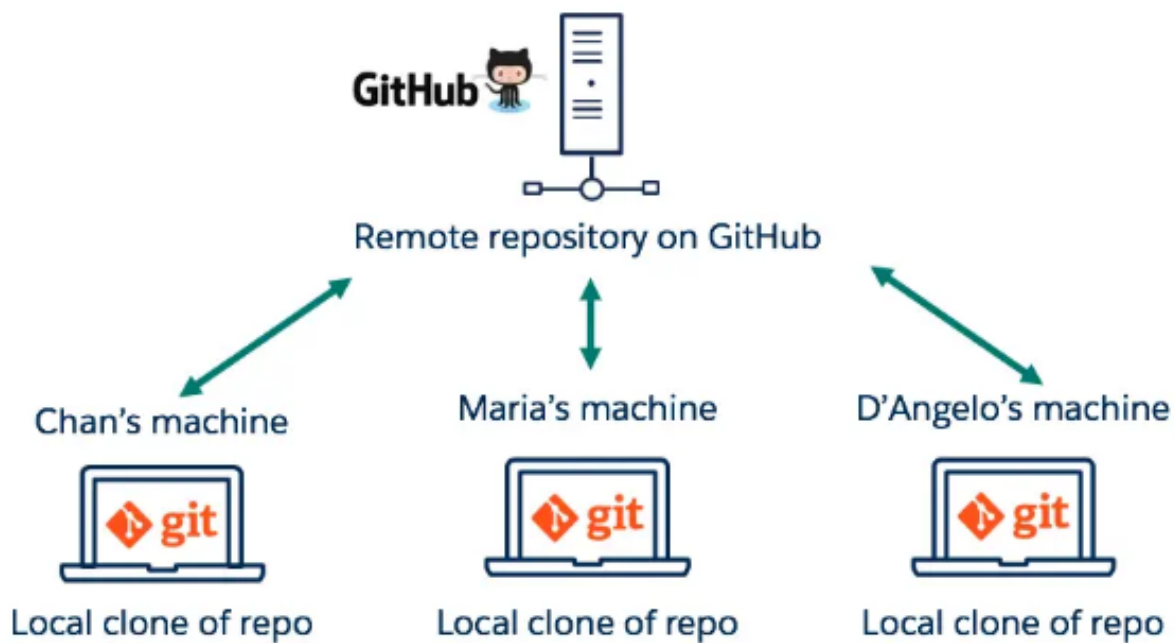 GitHub
Remote repository on GitHub
Chan's machine
Maria's machine
D'Angelo's machine
git
git
git
Local clone of repo
Local clone of repo
Local clone of repo